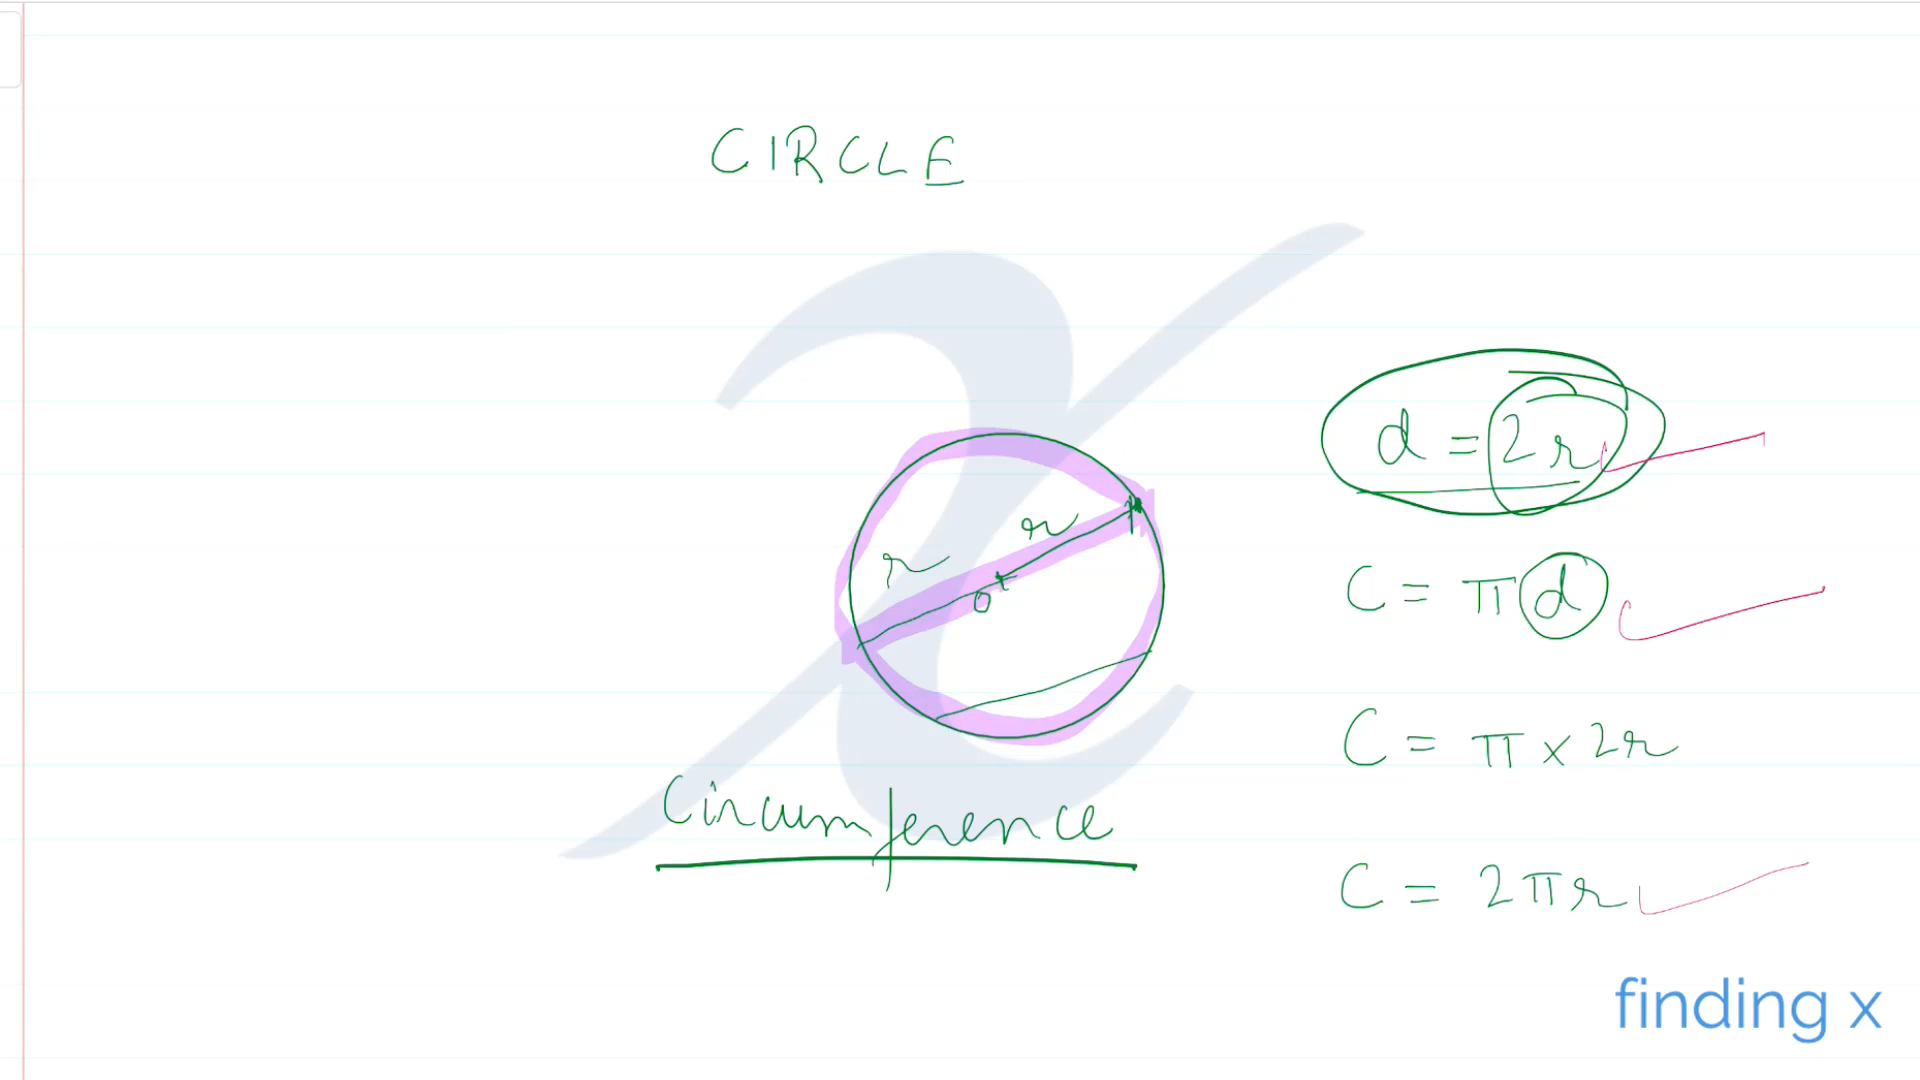 CIRCLE
r
r
O
Circumference
d = 2r
C = πd
C = π × 2r
C = 2πr
finding x